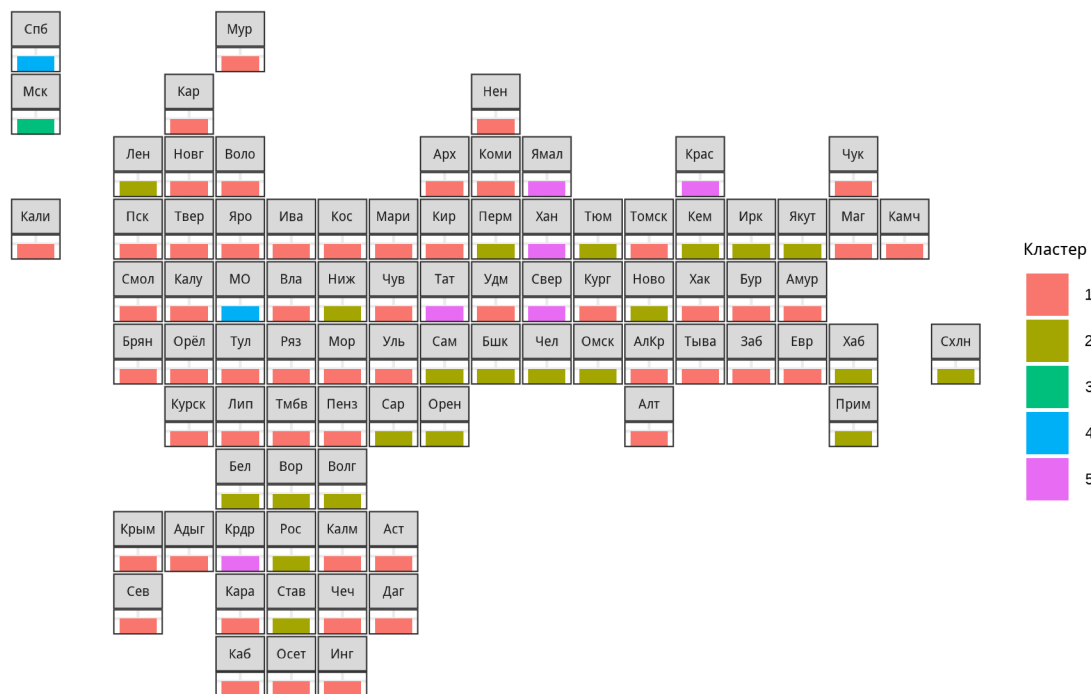 Спб Мур
Мск Кар Нен
Лен Новг Воло Арх Коми Ямал Крас Чук
Кали Пск Твер Яро Ива Кос Мари Кир Перм Хан Тюм Томск Кем Ирк Якут Маг Камч
Кластер
Смол Калу МО Вла Ниж Чув Тат Удм Свер Кург Ново Хак Бур Амур
1
Брян Орёл Тул Ряз Мор Уль Сам Бшк Чел Омск АлКр Тыва Заб Евр Хаб Схлн
2
3
Курск Лип Тмбв Пенз Сар Орен Алт Прим
4
Бел Вор Волг
5
Крым Адыг Крдр Рос Калм Аст
Сев Кара Став Чеч Даг
Каб Осет Инг